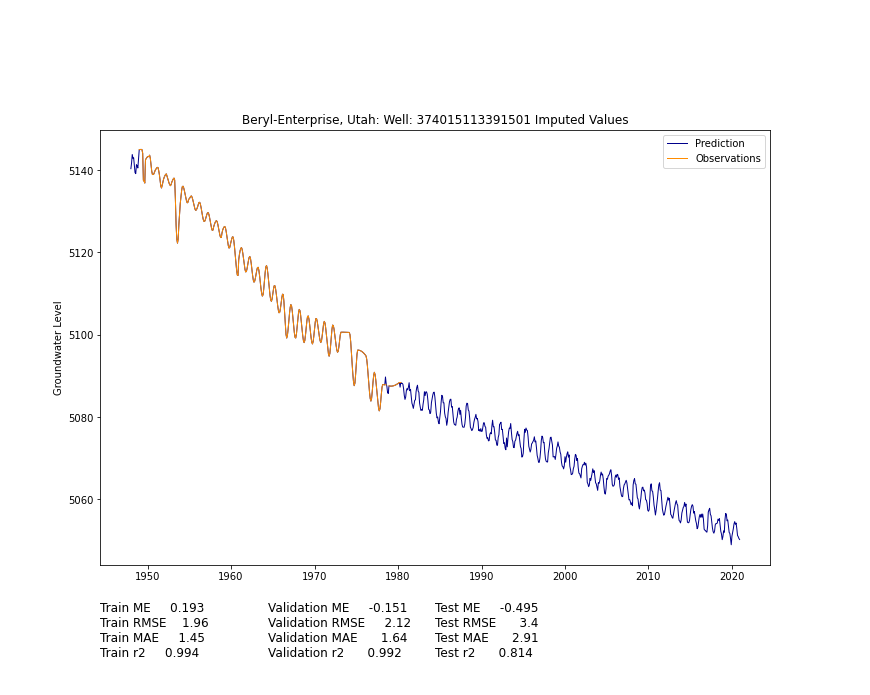 Beryl-Enterprise, Utah: Well: 374015113391501 Imputed Values
Prediction
Observations
Groundwater Level
5140
5120
5100
5080
5060
1950 1960 1970 1980 1990 2000 2010 2020
Train ME 0.193 Validation ME -0.151 Test ME -0.495
Train RMSE 1.96 Validation RMSE 2.12 Test RMSE 3.4
Train MAE 1.45 Validation MAE 1.64 Test MAE 2.91
Train r2 0.994 Validation r2 0.992 Test r2 0.814